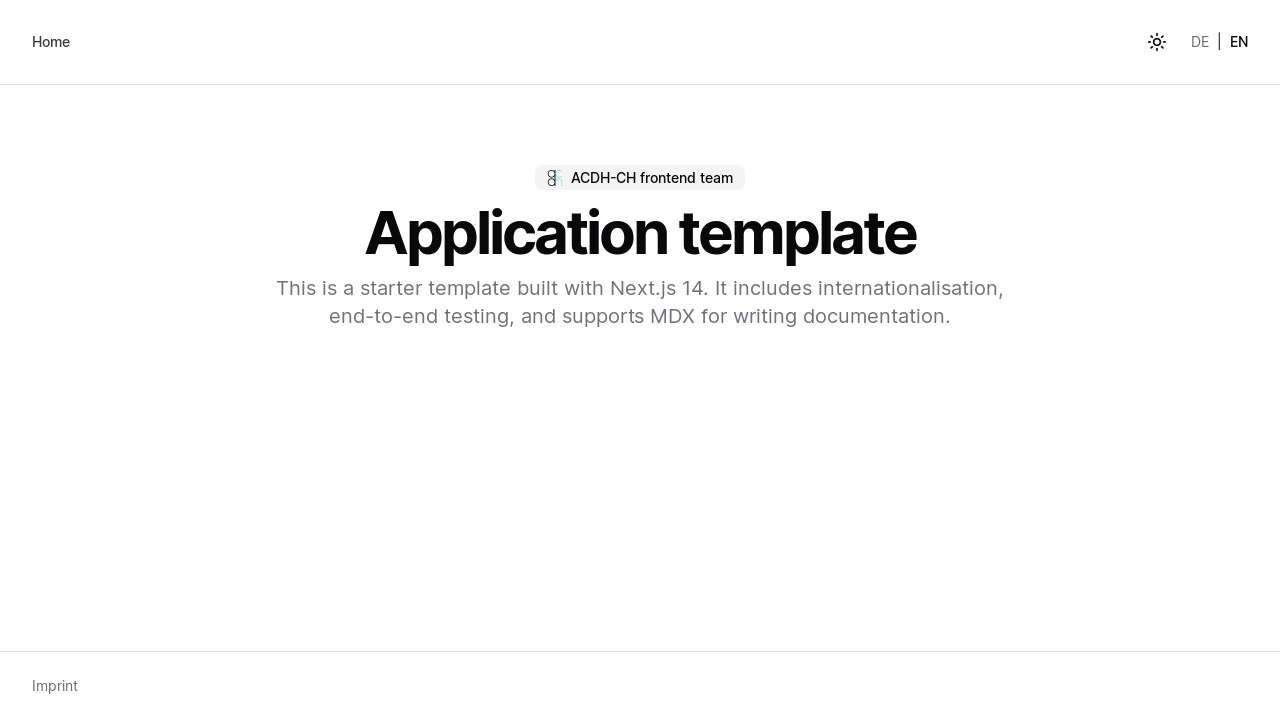 Home
DE | EN
ACDH-CH frontend team
Application template
This is a starter template built with Next.js 14. It includes internationalisation,
end-to-end testing, and supports MDX for writing documentation.
Imprint